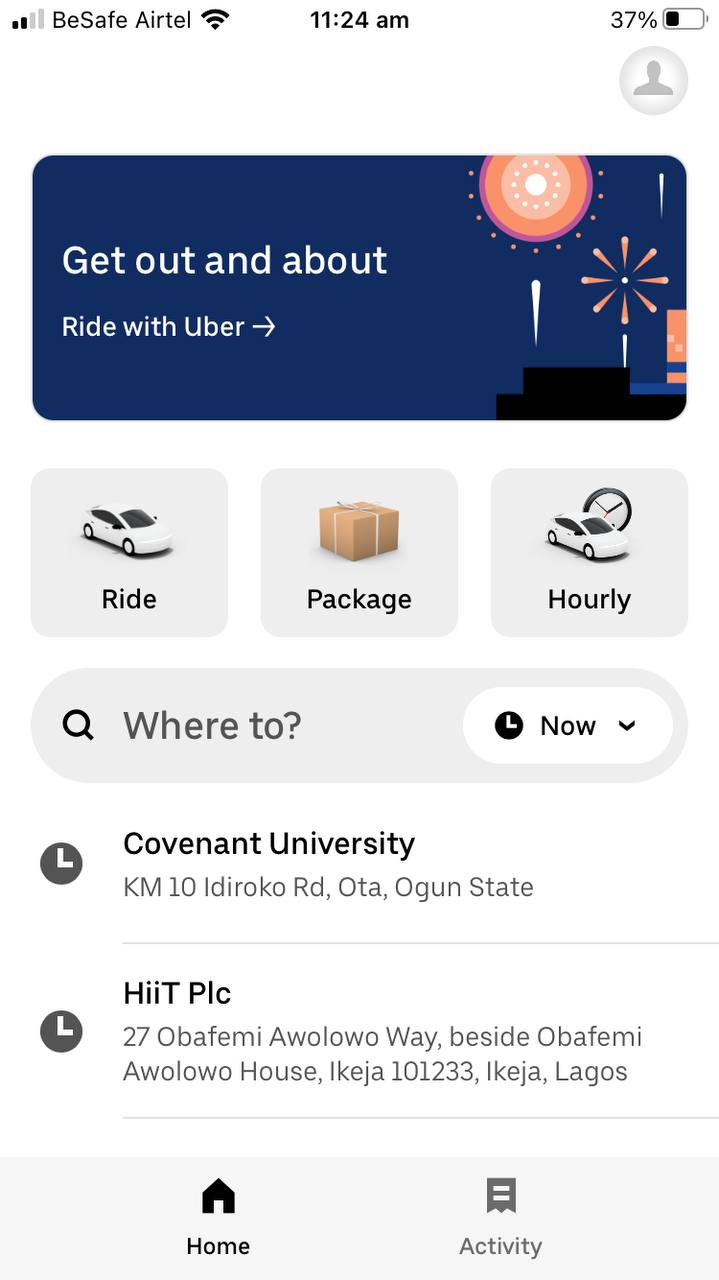 BeSafe Airtel 11:24 am 37%
Get out and about
Ride with Uber →
Ride Package Hourly
Where to? Now
Covenant University
KM 10 Idiroko Rd, Ota, Ogun State
HiiT Plc
27 Obafemi Awolowo Way, beside Obafemi
Awolowo House, Ikeja 101233, Ikeja, Lagos
Home Activity